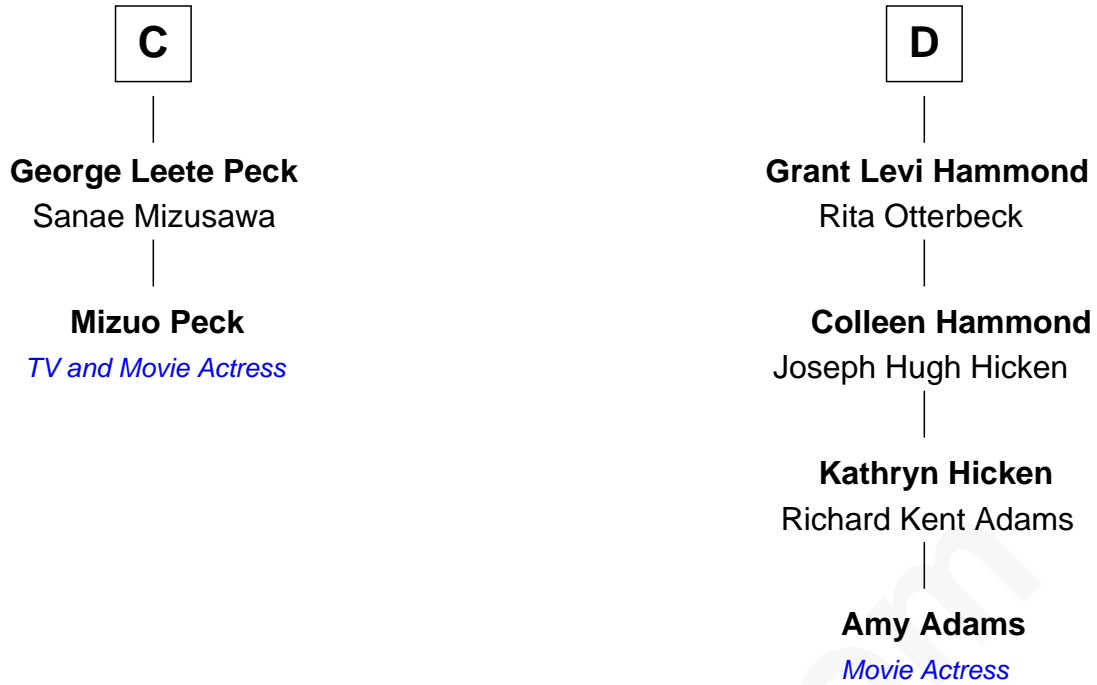 C
George Leete Peck
Sanae Mizusawa
Mizuo Peck
TV and Movie Actress
D
Grant Levi Hammond
Rita Otterbeck
Colleen Hammond
Joseph Hugh Hicken
Kathryn Hicken
Richard Kent Adams
Amy Adams
Movie Actress